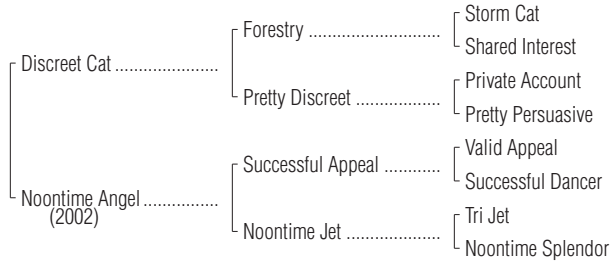 Storm Cat
Forestry ............................
Shared Interest
Discreet Cat ......................
Private Account
Pretty Discreet ..................
Pretty Persuasive
Valid Appeal
Successful Appeal ............
Successful Dancer
Noontime Angel ................
(2002)
Tri Jet
Noontime Jet ....................
Noontime Splendor